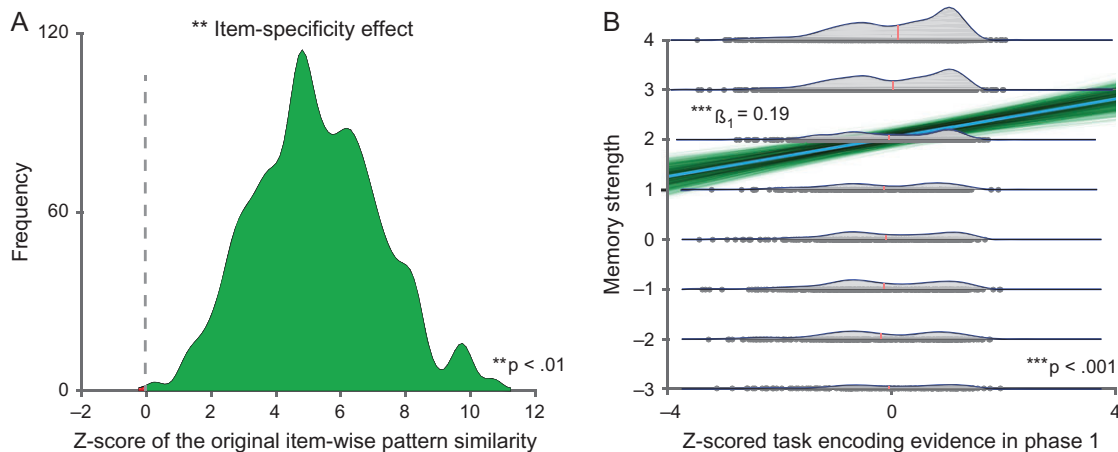 A
** Item-specificity effect
120
60
0
Frequency
**p < .01
–2
0
2
4
6
8
10
12
Z-score of the original item-wise pattern similarity
B
4
3
2
1
0
–1
–2
–3
Memory strength
***ß1 = 0.19
***p < .001
–4
0
4
Z-scored task encoding evidence in phase 1